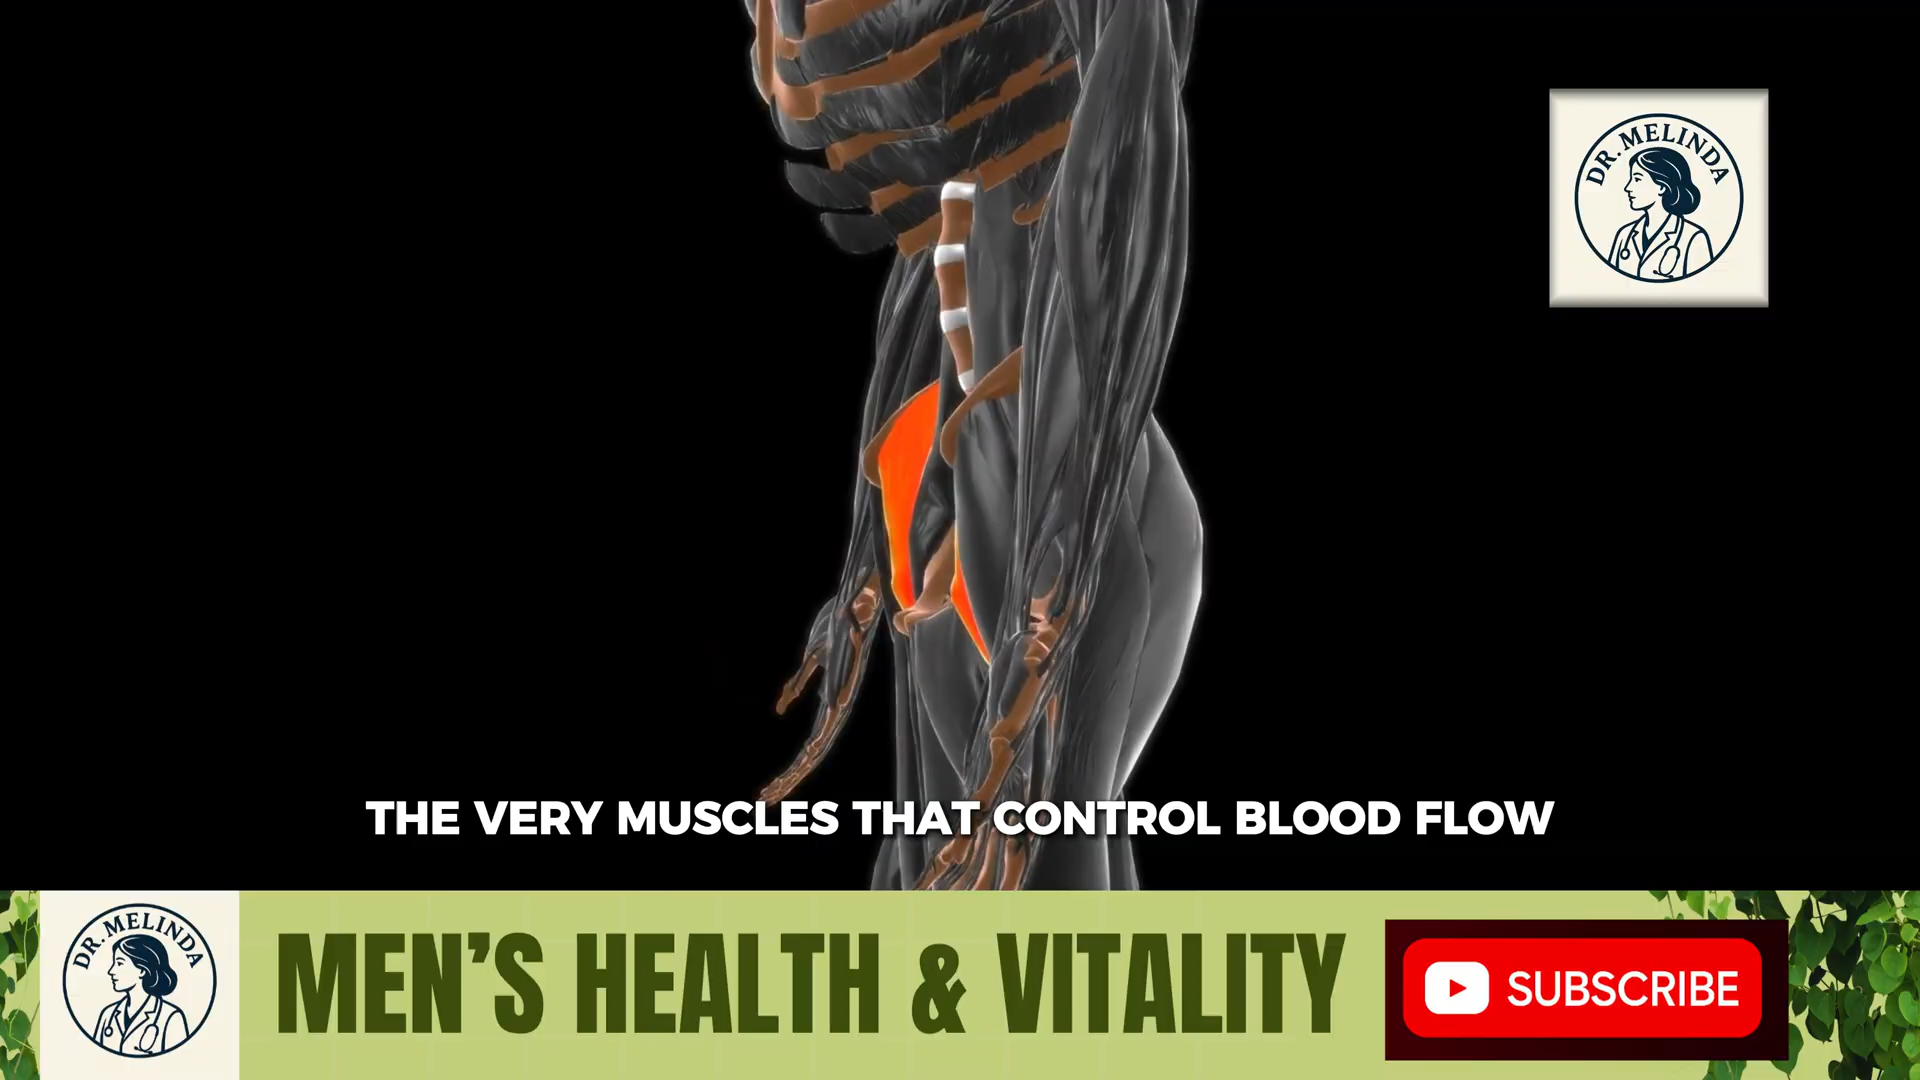 DR. MELINDA
THE VERY MUSCLES THAT CONTROL BLOOD FLOW
DR. MELINDA
MEN'S HEALTH & VITALITY
SUBSCRIBE